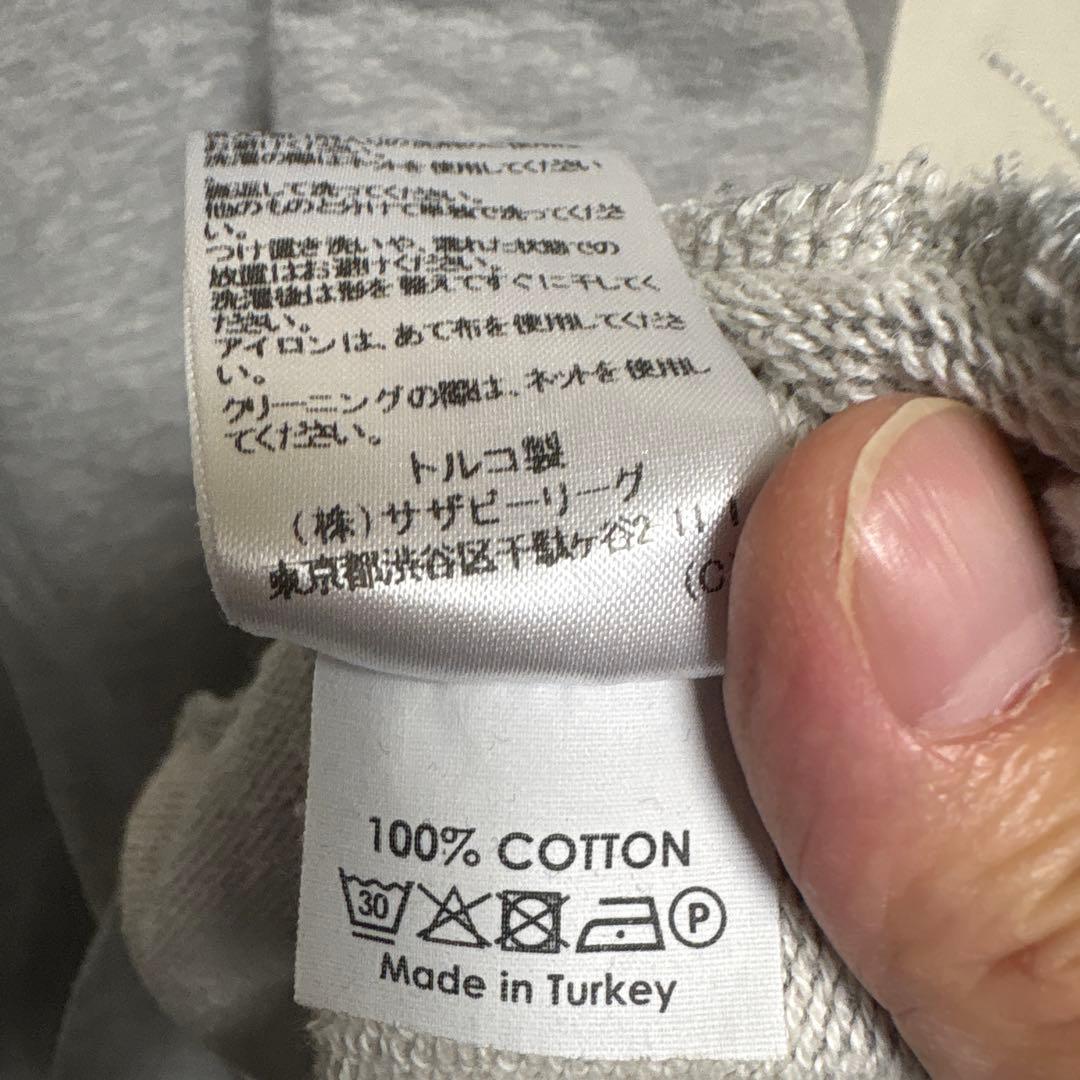 洗濯の際はネットを使用してください
。
裏返して洗ってください。
他のものと分けて単独で洗ってくださ
い。
つけ置き洗いや、濡れた状態での
放置はお避けください。
洗濯後は形を整えてすぐに干してく
ださい。
アイロンは、あて布を使用してくださ
い。
クリーニングの際は、ネットを使用し
てください。
トルコ製
(株)サザビーリーグ
東京都渋谷区千駄ヶ谷2
(C
100% COTTON
30 P
Made in Turkey